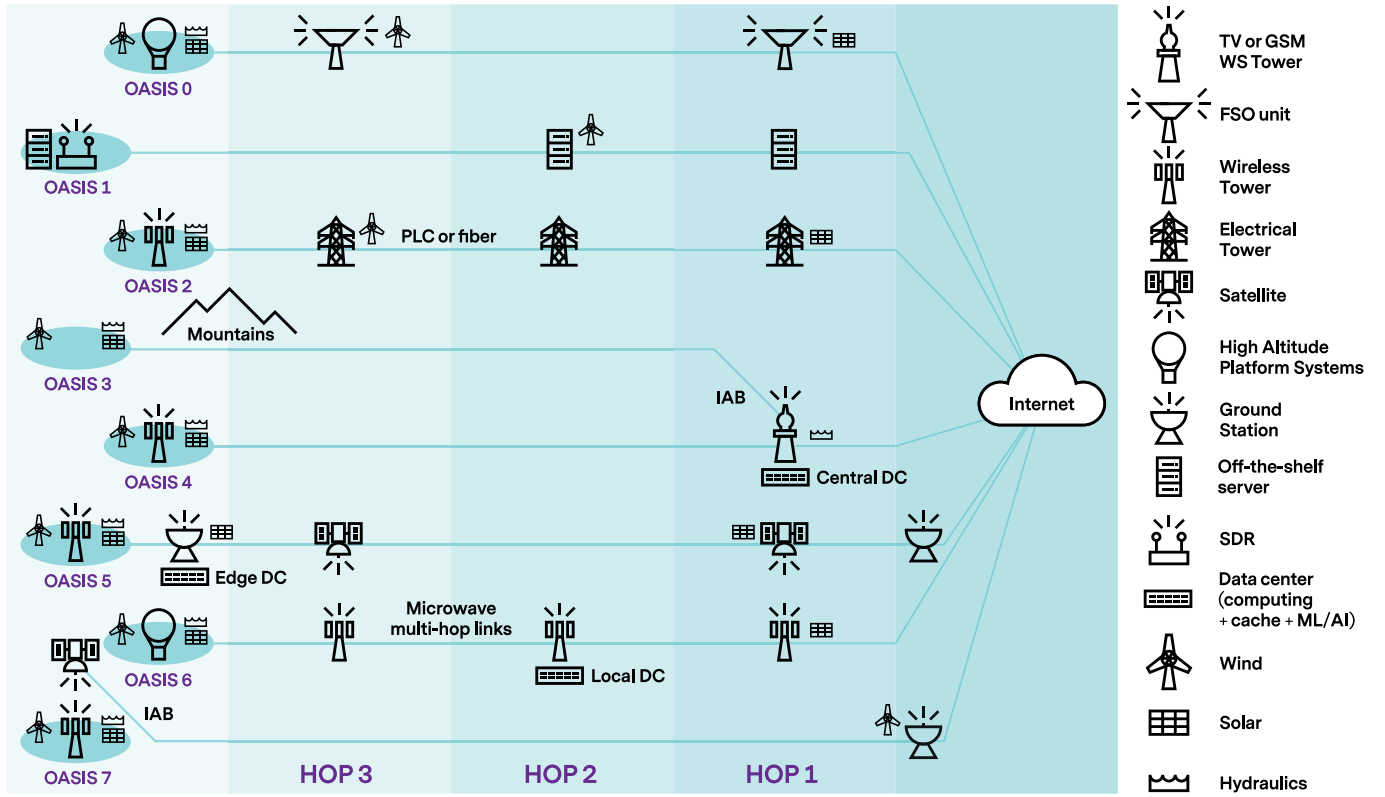 OASIS 0
OASIS 1
OASIS 2
PLC or fiber
Mountains
OASIS 3
IAB
OASIS 4
Central DC
OASIS 5
Edge DC
Microwave
multi-hop links
OASIS 6
Local DC
IAB
OASIS 7
HOP 3
HOP 2
HOP 1
Internet
TV or GSM
WS Tower
FSO unit
Wireless
Tower
Electrical
Tower
Satellite
High Altitude
Platform Systems
Ground
Station
Off-the-shelf
server
SDR
Data center
(computing
+ cache + ML/AI)
Wind
Solar
Hydraulics